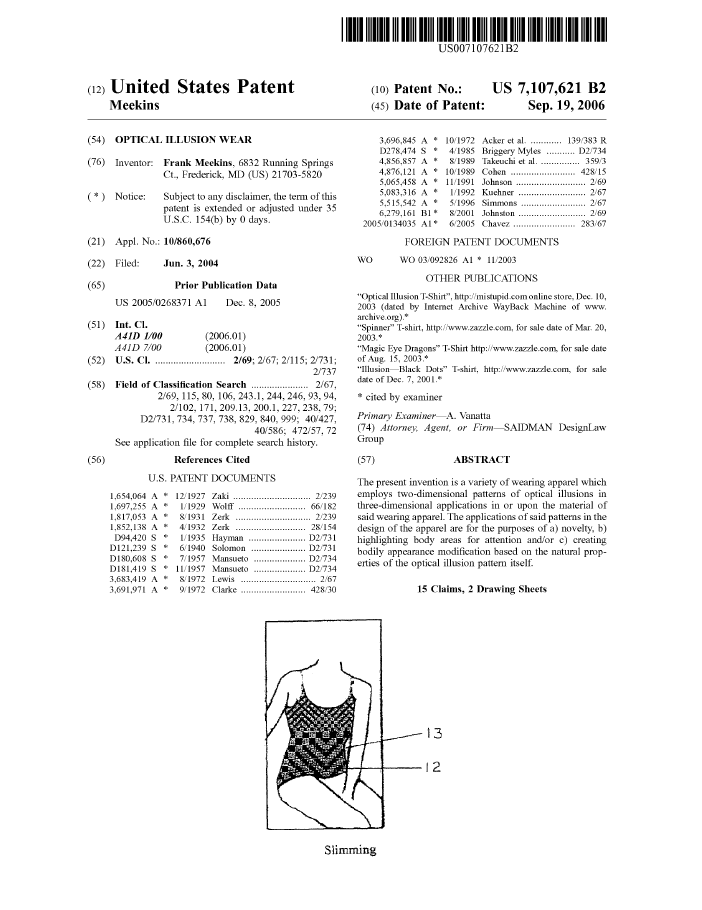 US007107621B2
(12) United States Patent
Meekins
(10) Patent No.: US 7,107,621 B2
(45) Date of Patent: Sep. 19, 2006
(54) OPTICAL ILLUSION WEAR
(76) Inventor: Frank Meekins, 6832 Running Springs
Ct., Frederick, MD (US) 21703-5820
( * ) Notice: Subject to any disclaimer, the term of this
patent is extended or adjusted under 35
U.S.C. 154(b) by 0 days.
(21) Appl. No.: 10/860,676
(22) Filed: Jun. 3, 2004
(65) Prior Publication Data
US 2005/0268371 A1 Dec. 8, 2005
(51) Int. Cl.
A41D 1/00 (2006.01)
A41D 7/00 (2006.01)
(52) U.S. Cl. .......................... 2/69; 2/67; 2/115; 2/731;
2/737
(58) Field of Classification Search ..................... 2/67,
2/69, 115, 80, 106, 243.1, 244, 246, 93, 94,
2/102, 171, 209.13, 200.1, 227, 238, 79;
D2/731, 734, 737, 738, 829, 840, 999; 40/427,
40/586; 472/57, 72
See application file for complete search history.
(56) References Cited
U.S. PATENT DOCUMENTS
1,654,064 A * 12/1927 Zaki ............................. 2/239
1,697,255 A * 1/1929 Wolff .......................... 66/182
1,817,053 A * 8/1931 Zerk ............................. 2/239
1,852,138 A * 4/1932 Zerk ........................... 28/154
D94,420 S * 1/1935 Hayman ..................... D2/731
D121,239 S * 6/1940 Solomon .................... D2/731
D180,608 S * 7/1957 Mansueto ................... D2/734
D181,419 S * 11/1957 Mansueto ................... D2/734
3,683,419 A * 8/1972 Lewis ............................ 2/67
3,691,971 A * 9/1972 Clarke ........................ 428/30
3,696,845 A * 10/1972 Acker et al. ............ 139/383 R
D278,474 S * 4/1985 Briggery Myles .......... D2/734
4,856,857 A * 8/1989 Takeuchi et al. .............. 359/3
4,876,121 A * 10/1989 Cohen ........................ 428/15
5,065,458 A * 11/1991 Johnson ......................... 2/69
5,083,316 A * 1/1992 Kuehner ........................ 2/67
5,515,542 A * 5/1996 Simmons ....................... 2/67
6,279,161 B1 * 8/2001 Johnston ........................ 2/69
2005/0134035 A1 * 6/2005 Chavez ...................... 283/67
FOREIGN PATENT DOCUMENTS
WO WO 03/092826 A1 * 11/2003
OTHER PUBLICATIONS
“Optical Illusion T-Shirt”, http://mistupid.com online store, Dec. 10,
2003 (dated by Internet Archive WayBack Machine of www.
archive.org).*
“Spinner” T-shirt, http://www.zazzle.com, for sale date of Mar. 20,
2003.*
“Magic Eye Dragons” T-Shirt http://www.zazzle.com, for sale date
of Aug. 15, 2003.*
“Illusion—Black Dots” T-shirt, http://www.zazzle.com, for sale
date of Dec. 7, 2001.*
* cited by examiner
Primary Examiner—A. Vanatta
(74) Attorney, Agent, or Firm—SAIDMAN DesignLaw
Group
(57) ABSTRACT
The present invention is a variety of wearing apparel which
employs two-dimensional patterns of optical illusions in
three-dimensional applications in or upon the material of
said wearing apparel. The applications of said patterns in the
design of the apparel are for the purposes of a) novelty, b)
highlighting body areas for attention and/or c) creating
bodily appearance modification based on the natural prop-
erties of the optical illusion pattern itself.
15 Claims, 2 Drawing Sheets
13
12
Slimming